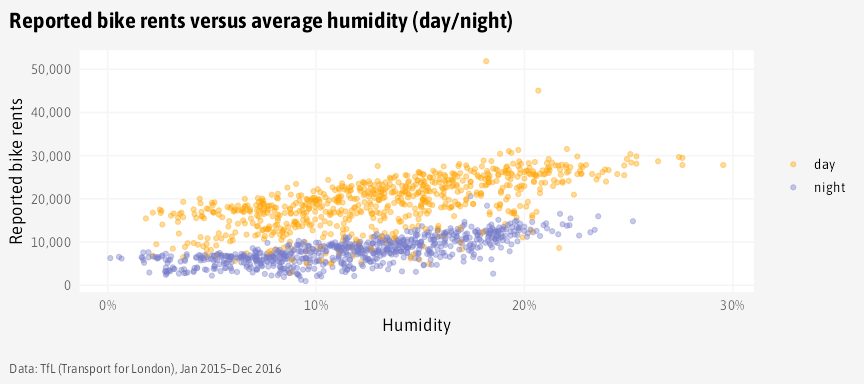 Reported bike rents versus average humidity (day/night)
Reported bike rents
50,000
40,000
30,000
20,000
10,000
0
0%
10%
20%
30%
Humidity
day
night
Data: TfL (Transport for London), Jan 2015–Dec 2016